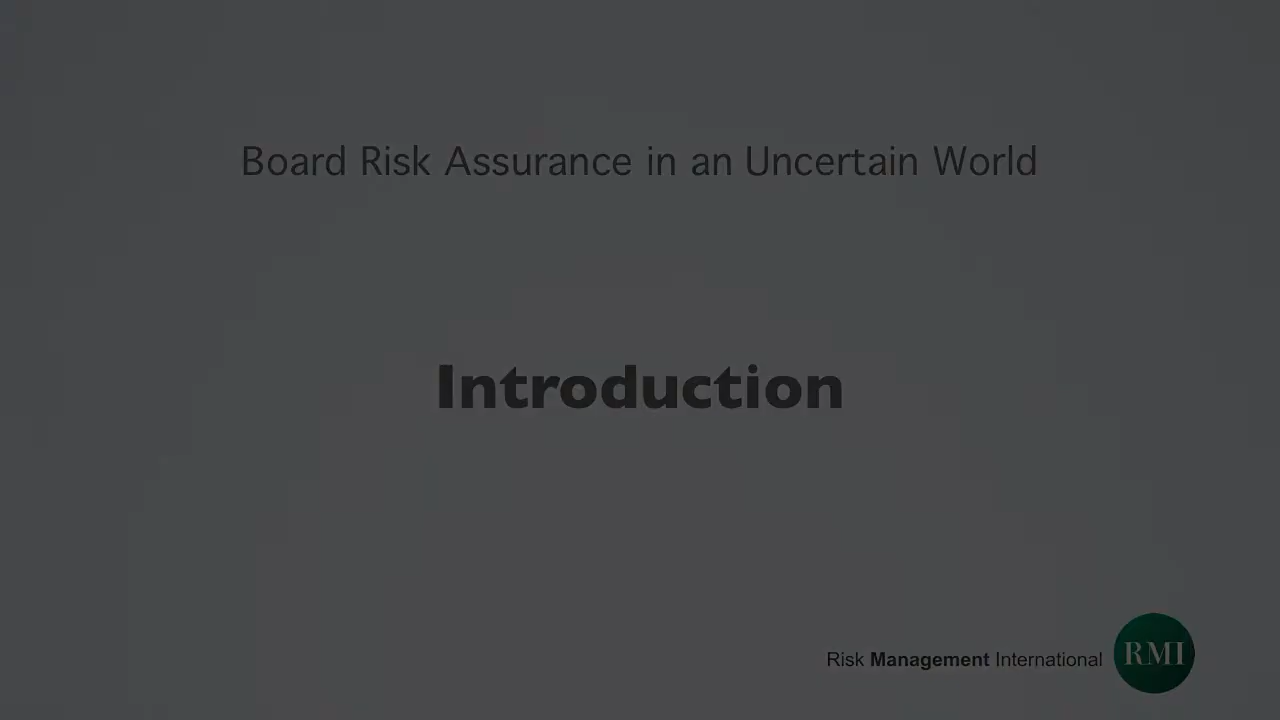 Board Risk Assurance in an Uncertain World
Introduction
Risk Management International
RMI